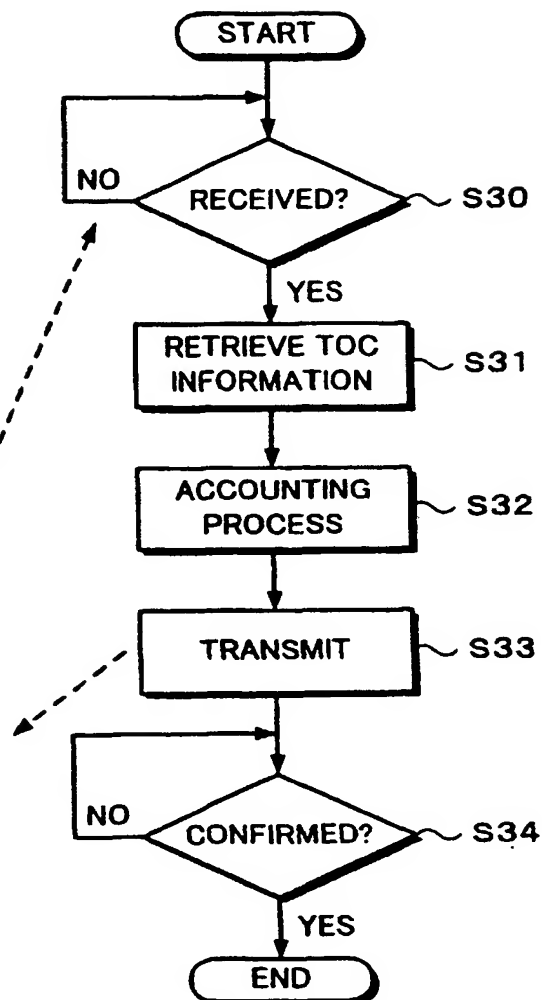 START
NO
RECEIVED?
S30
YES
RETRIEVE TOC
INFORMATION
S31
ACCOUNTING
PROCESS
S32
TRANSMIT
S33
NO
CONFIRMED?
S34
YES
END